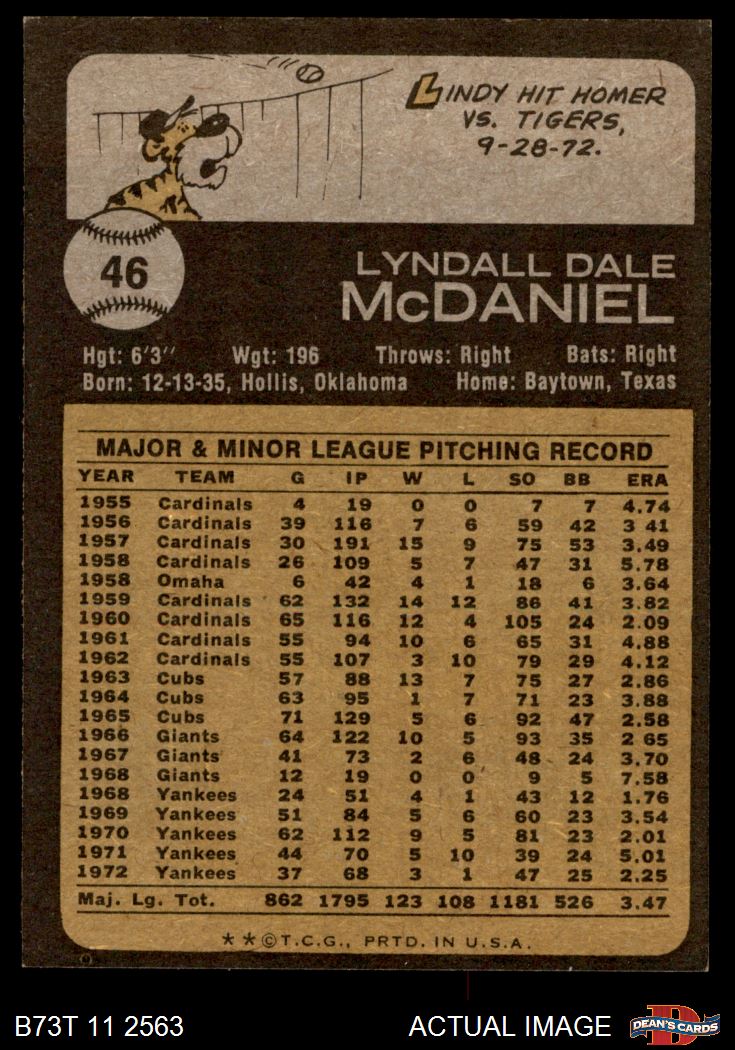 LINDY HIT HOMER
VS. TIGERS,
9-28-72.
46
LYNDALL DALE
McDANIEL
Hgt: 6'3" Wgt: 196 Throws: Right Bats: Right
Born: 12-13-35, Hollis, Oklahoma Home: Baytown, Texas
MAJOR & MINOR LEAGUE PITCHING RECORD
YEAR TEAM G IP W L SO BB ERA
1955 Cardinals 4 19 0 0 7 7 4.74
1956 Cardinals 39 116 7 6 59 42 3 41
1957 Cardinals 30 191 15 9 75 53 3.49
1958 Cardinals 26 109 5 7 47 31 5.78
1958 Omaha 6 42 4 1 18 6 3.64
1959 Cardinals 62 132 14 12 86 41 3.82
1960 Cardinals 65 116 12 4 105 24 2.09
1961 Cardinals 55 94 10 6 65 31 4.88
1962 Cardinals 55 107 3 10 79 29 4.12
1963 Cubs 57 88 13 7 75 27 2.86
1964 Cubs 63 95 1 7 71 23 3.88
1965 Cubs 71 129 5 6 92 47 2.58
1966 Giants 64 122 10 5 93 35 2 65
1967 Giants 41 73 2 6 48 24 3.70
1968 Giants 12 19 0 0 9 5 7.58
1968 Yankees 24 51 4 1 43 12 1.76
1969 Yankees 51 84 5 6 60 23 3.54
1970 Yankees 62 112 9 5 81 23 2.01
1971 Yankees 44 70 5 10 39 24 5.01
1972 Yankees 37 68 3 1 47 25 2.25
Maj. Lg. Tot. 862 1795 123 108 1181 526 3.47
* * © T.C.G., PRTD. IN U.S.A.
B73T 11 2563 ACTUAL IMAGE D DEAN'S CARDS